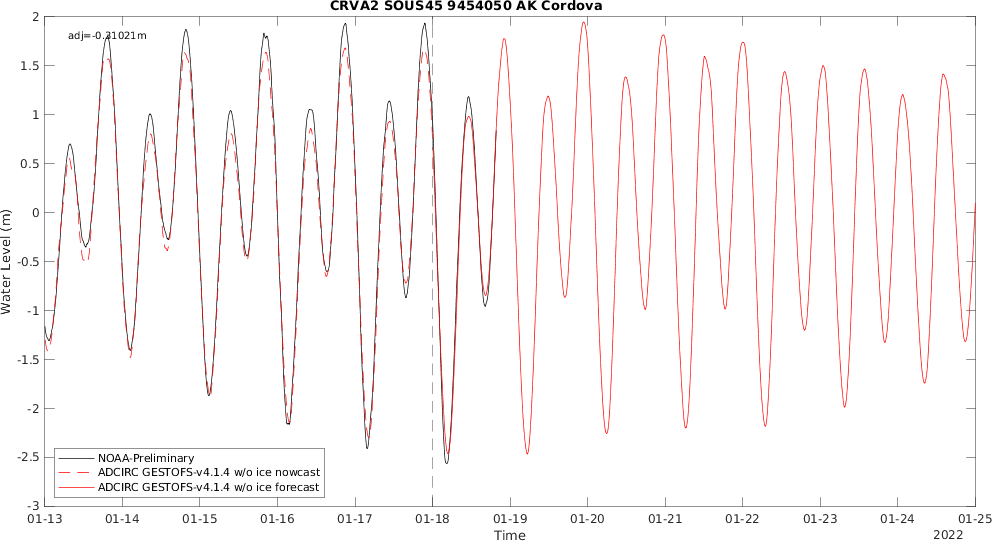 CRVA2 SOUS45 9454050 AK Cordova
adj=-0.31021m
Water Level (m)
2
1.5
1
0.5
0
-0.5
-1
-1.5
-2
-2.5
-3
NOAA-Preliminary
ADCIRC GESTOFS-v4.1.4 w/o ice nowcast
ADCIRC GESTOFS-v4.1.4 w/o ice forecast
01-13 01-14 01-15 01-16 01-17 01-18 01-19 01-20 01-21 01-22 01-23 01-24 01-25
Time
2022